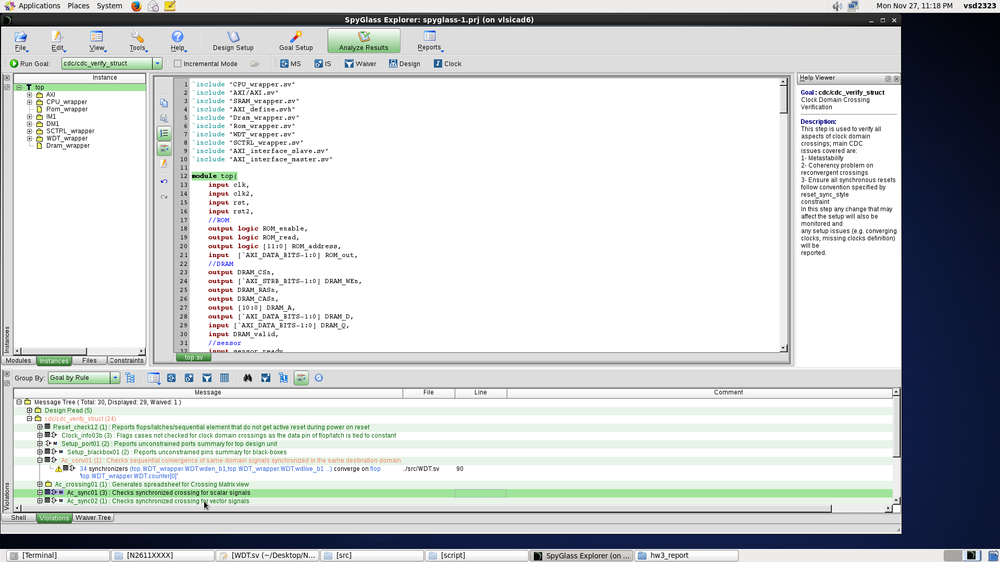 Applications Places System Mon Nov 27, 11:18 PM vsd2323
SpyGlass Explorer: spyglass-1.prj (on vlsicad6)
File Edit View Tools Help Design Setup Goal Setup Analyze Results Reports
Run Goal: cdc/cdc_verify_struct Incremental Mode MS IS Waiver Design Clock
Instance
top
AXI
CPU_wrapper
Rom_wrapper
IM1
DM1
SCTRL_wrapper
WDT_wrapper
Dram_wrapper
Instances
Modules Instances Files Constraints
1 `include "CPU_wrapper.sv"
2 `include "AXI/AXI.sv"
3 `include "SRAM_wrapper.sv"
4 `include "AXI_define.svh"
5 `include "Dram_wrapper.sv"
6 `include "Rom_wrapper.sv"
7 `include "WDT_wrapper.sv"
8 `include "SCTRL_wrapper.sv"
9 `include "AXI_interface_slave.sv"
10 `include "AXI_interface_master.sv"
11
12 module top(
13 input clk,
14 input clk2,
15 input rst,
16 input rst2,
17 //ROM
18 output logic ROM_enable,
19 output logic ROM_read,
20 output logic [11:0] ROM_address,
21 input [`AXI_DATA_BITS-1:0] ROM_out,
22 //DRAM
23 output DRAM_CSn,
24 output [`AXI_STRB_BITS-1:0] DRAM_WEn,
25 output DRAM_RASn,
26 output DRAM_CASn,
27 output [10:0] DRAM_A,
28 output [`AXI_DATA_BITS-1:0] DRAM_D,
29 input [`AXI_DATA_BITS-1:0] DRAM_Q,
30 input DRAM_valid,
31 //sensor
32 input sensor_ready
top.sv
Help Viewer
Goal : cdc/cdc_verify_struct
Clock Domain Crossing
Verification
Description:
This step is used to verify all
aspects of clock domain
crossings; main CDC
issues covered are:
1- Metastability
2- Coherency problem on
reconvergent crossings
3- Ensure all synchronous resets
follow convention specified by
reset_sync_style
constraint
In this step any change that may
affect the setup will also be
monitored and
any setup issues (e.g. converging
clocks, missing clocks definition)
will be
reported.
Group By: Goal by Rule
Message File Line Comment
Message Tree ( Total: 30, Displayed: 29, Waived: 1 )
Design Read (5)
cdc/cdc_verify_struct (24)
Reset_check12 (1) : Reports flops/latches/sequential element that do not get active reset during power on reset
Clock_info03b (3) : Flags cases not checked for clock domain crossings as the data pin of flop/latch is tied to constant
M Setup_port01 (2) : Reports unconstrained ports summary for top design unit
M Setup_blackbox01 (2) : Reports unconstrained pins summary for black-boxes
Ac_conv01 (1) : Checks sequential convergence of same-domain signals synchronized in the same destination domain
34 synchronizers (top.WDT_wrapper.WDT.wden_b1,top.WDT_wrapper.WDT.wdlive_b1 ...) converge on flop ../src/WDT.sv 90
'top.WDT_wrapper.WDT.counter[0]'
Ac_crossing01 (1) : Generates spreadsheet for Crossing Matrix view
M Ac_sync01 (3) : Checks synchronized crossing for scalar signals
M Ac_sync02 (1) : Checks synchronized crossing for vector signals
Violations
Shell Violations Waiver Tree
[Terminal] [N2611XXXX] [WDT.sv (~/Desktop/N... [src] [script] SpyGlass Explorer (on ... hw3_report